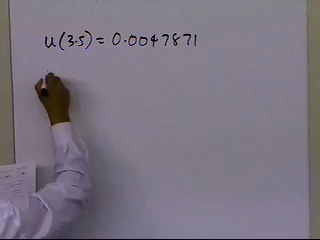 u(3.5) = 0.0047871